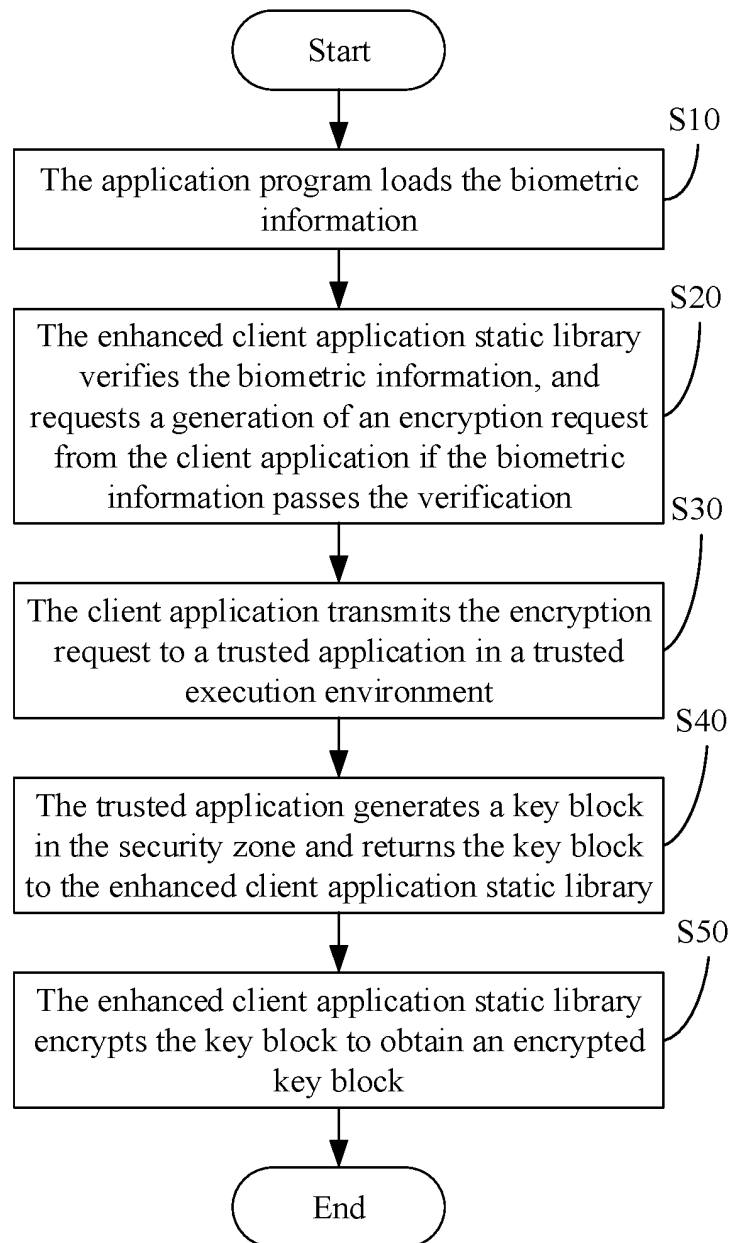 Start
S10
The application program loads the biometric
information
S20
The enhanced client application static library
verifies the biometric information, and
requests a generation of an encryption request
from the client application if the biometric
information passes the verification
S30
The client application transmits the encryption
request to a trusted application in a trusted
execution environment
S40
The trusted application generates a key block
in the security zone and returns the key block
to the enhanced client application static library
S50
The enhanced client application static library
encrypts the key block to obtain an encrypted
key block
End